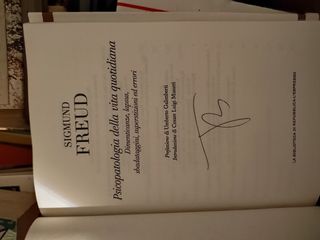 SIGMUND
FREUD
Psicopatologia della vita quotidiana
Dimenticanze, lapsus,
sbadataggini, superstizioni ed errori
Prefazione di Umberto Galimberti
Introduzione di Cesare Luigi Musatti
LA BIBLIOTECA DI REPUBBLICA-L'ESPRESSO